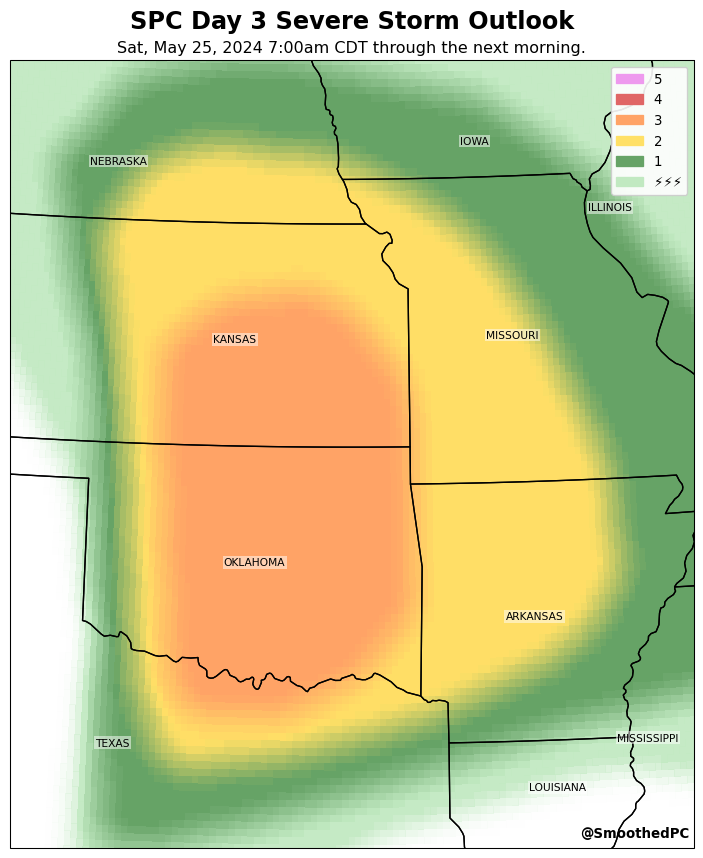 SPC Day 3 Severe Storm Outlook
Sat, May 25, 2024 7:00am CDT through the next morning.
5
4
3
2
1
⚡⚡⚡
IOWA
NEBRASKA
ILLINOIS
MISSOURI
KANSAS
OKLAHOMA
ARKANSAS
MISSISSIPPI
TEXAS
LOUISIANA
@SmoothedPC